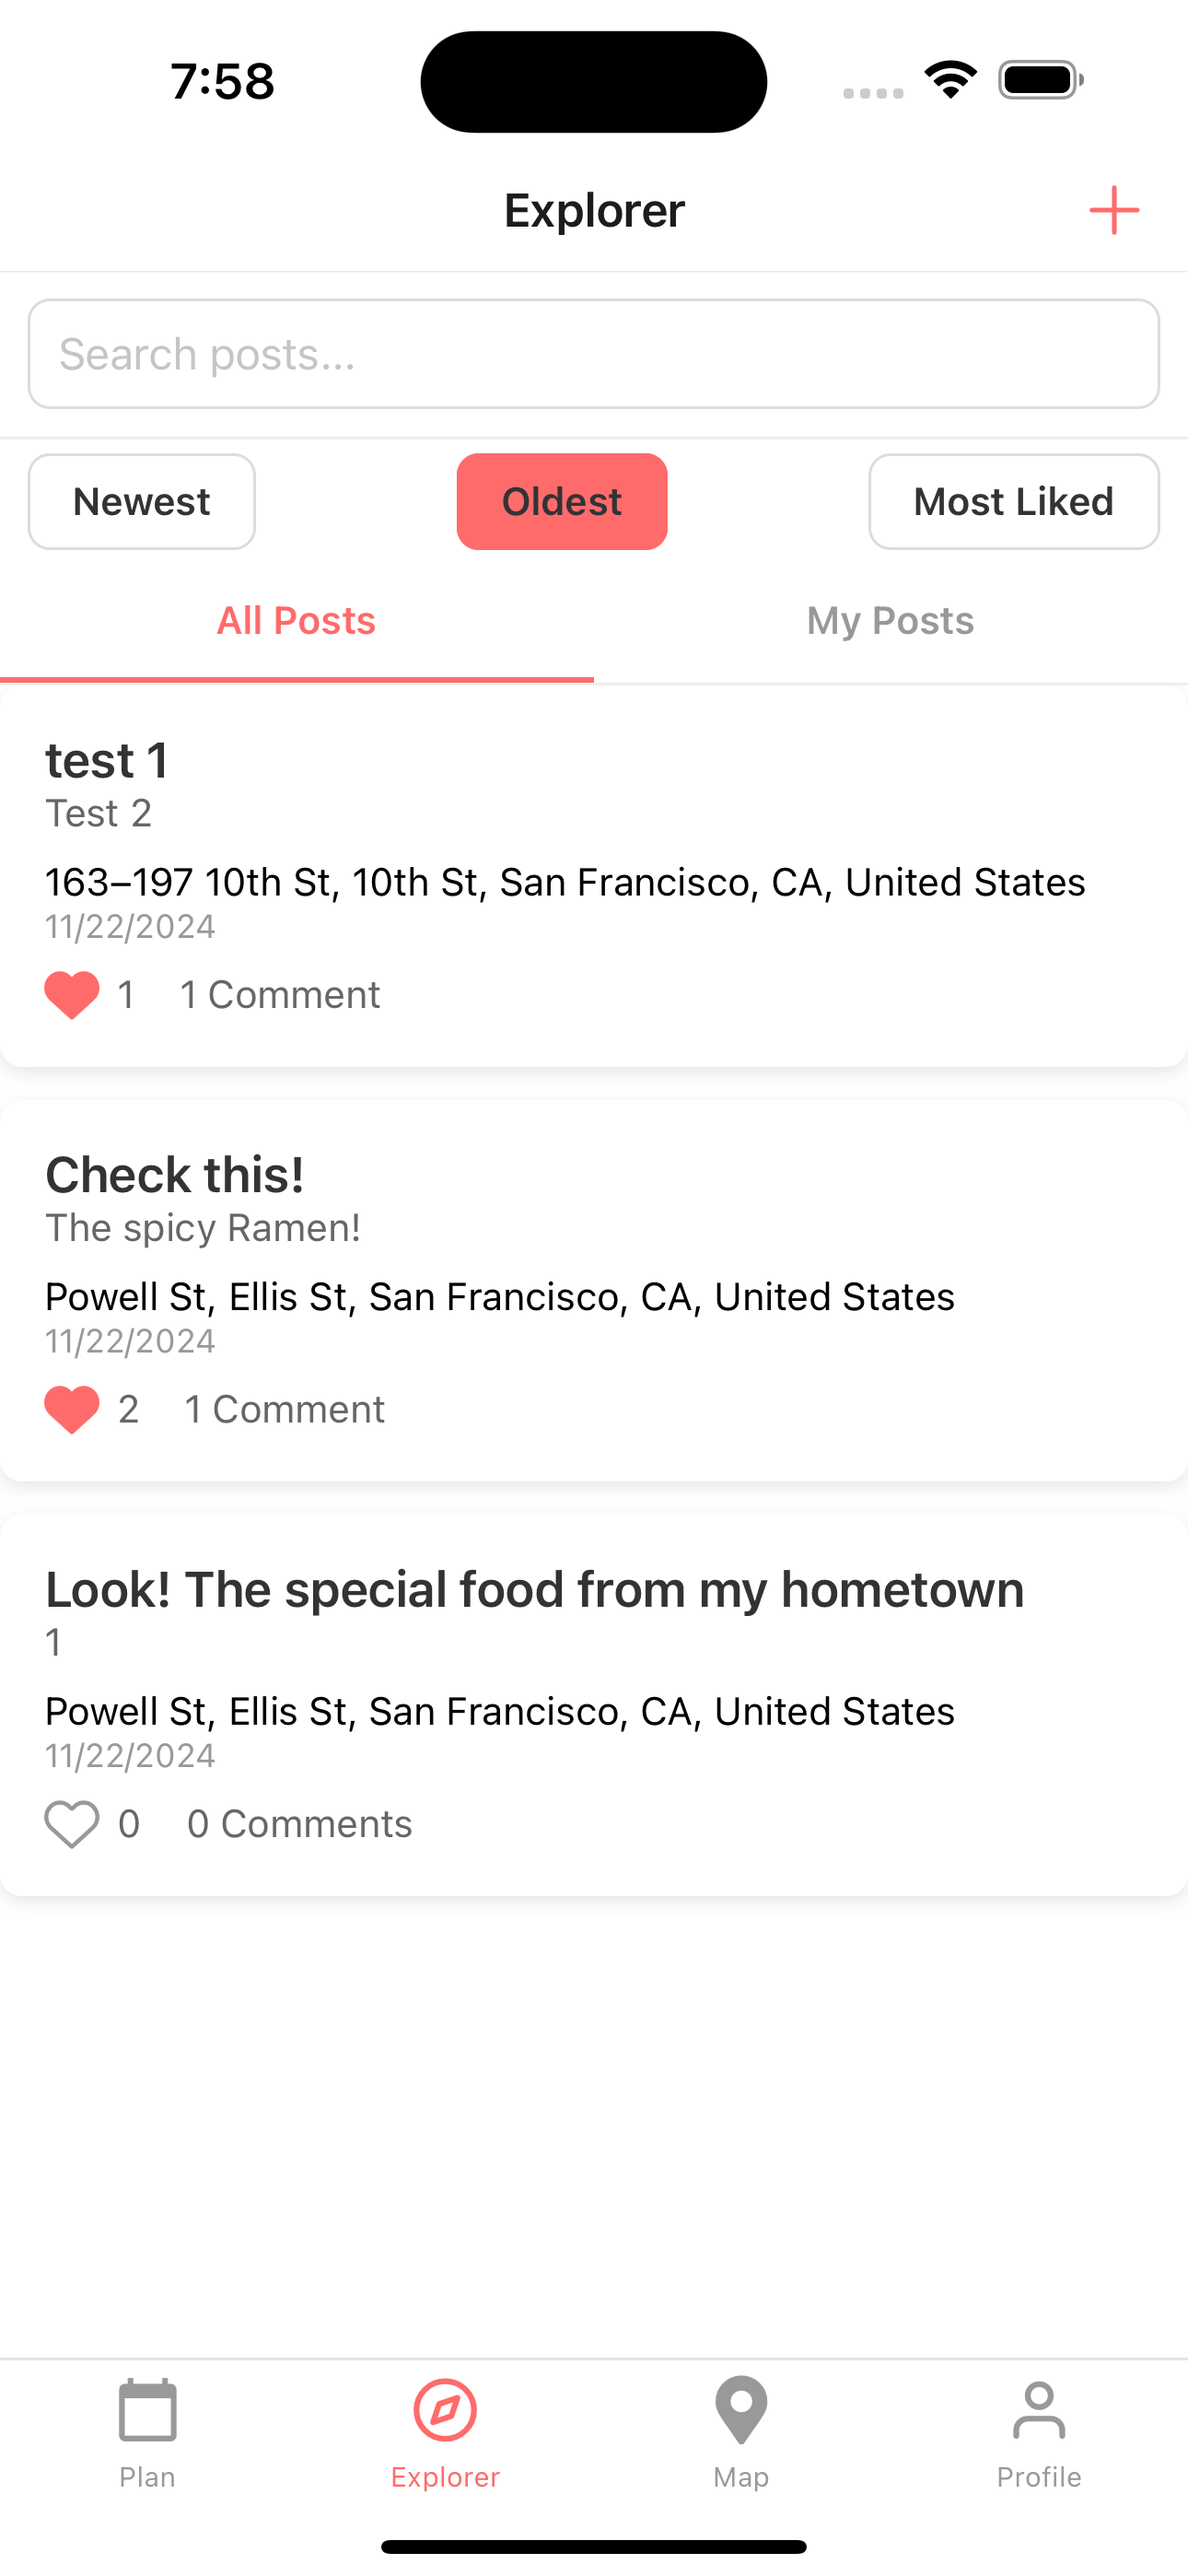 7:58
Explorer
Search posts...
Newest
Oldest
Most Liked
All Posts
My Posts
test 1
Test 2
163–197 10th St, 10th St, San Francisco, CA, United States
11/22/2024
1 1 Comment
Check this!
The spicy Ramen!
Powell St, Ellis St, San Francisco, CA, United States
11/22/2024
2 1 Comment
Look! The special food from my hometown
1
Powell St, Ellis St, San Francisco, CA, United States
11/22/2024
0 0 Comments
Plan
Explorer
Map
Profile